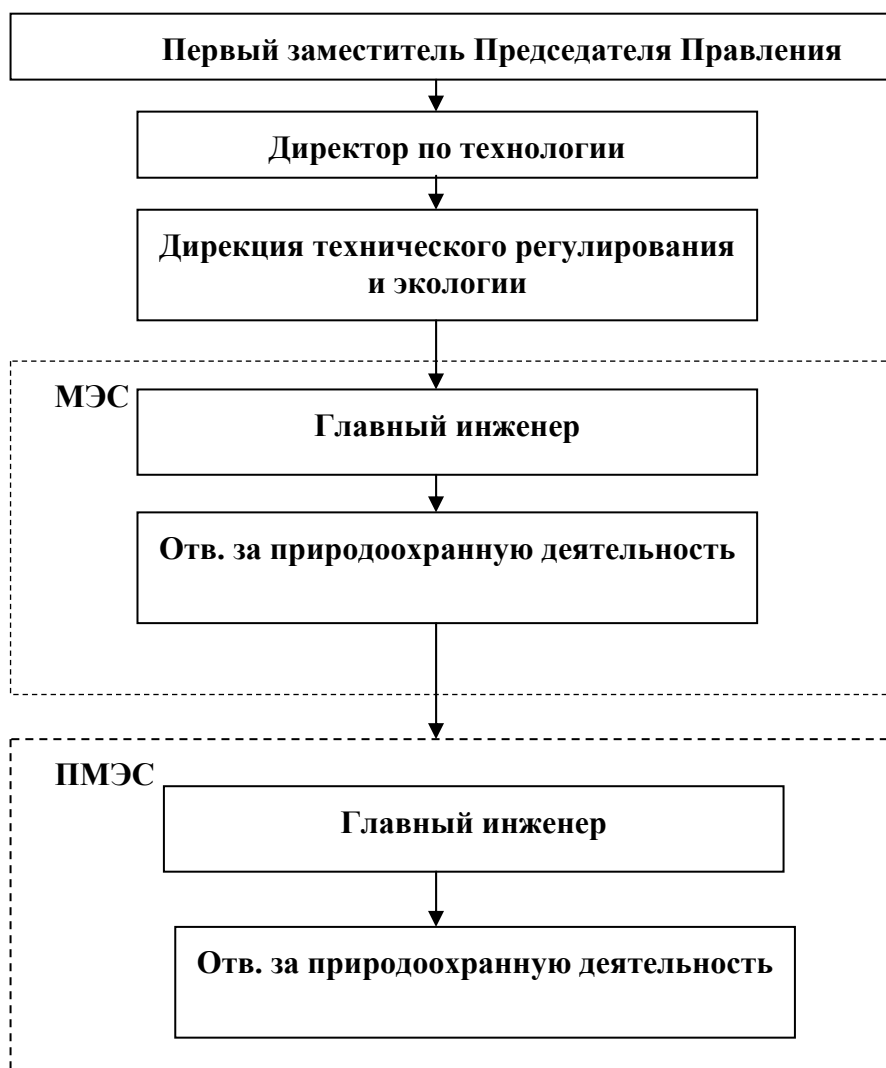 Первый заместитель Председателя Правления
Директор по технологии
Дирекция технического регулирования
и экологии
МЭС
Главный инженер
Отв. за природоохранную деятельность
ПМЭС
Главный инженер
Отв. за природоохранную деятельность